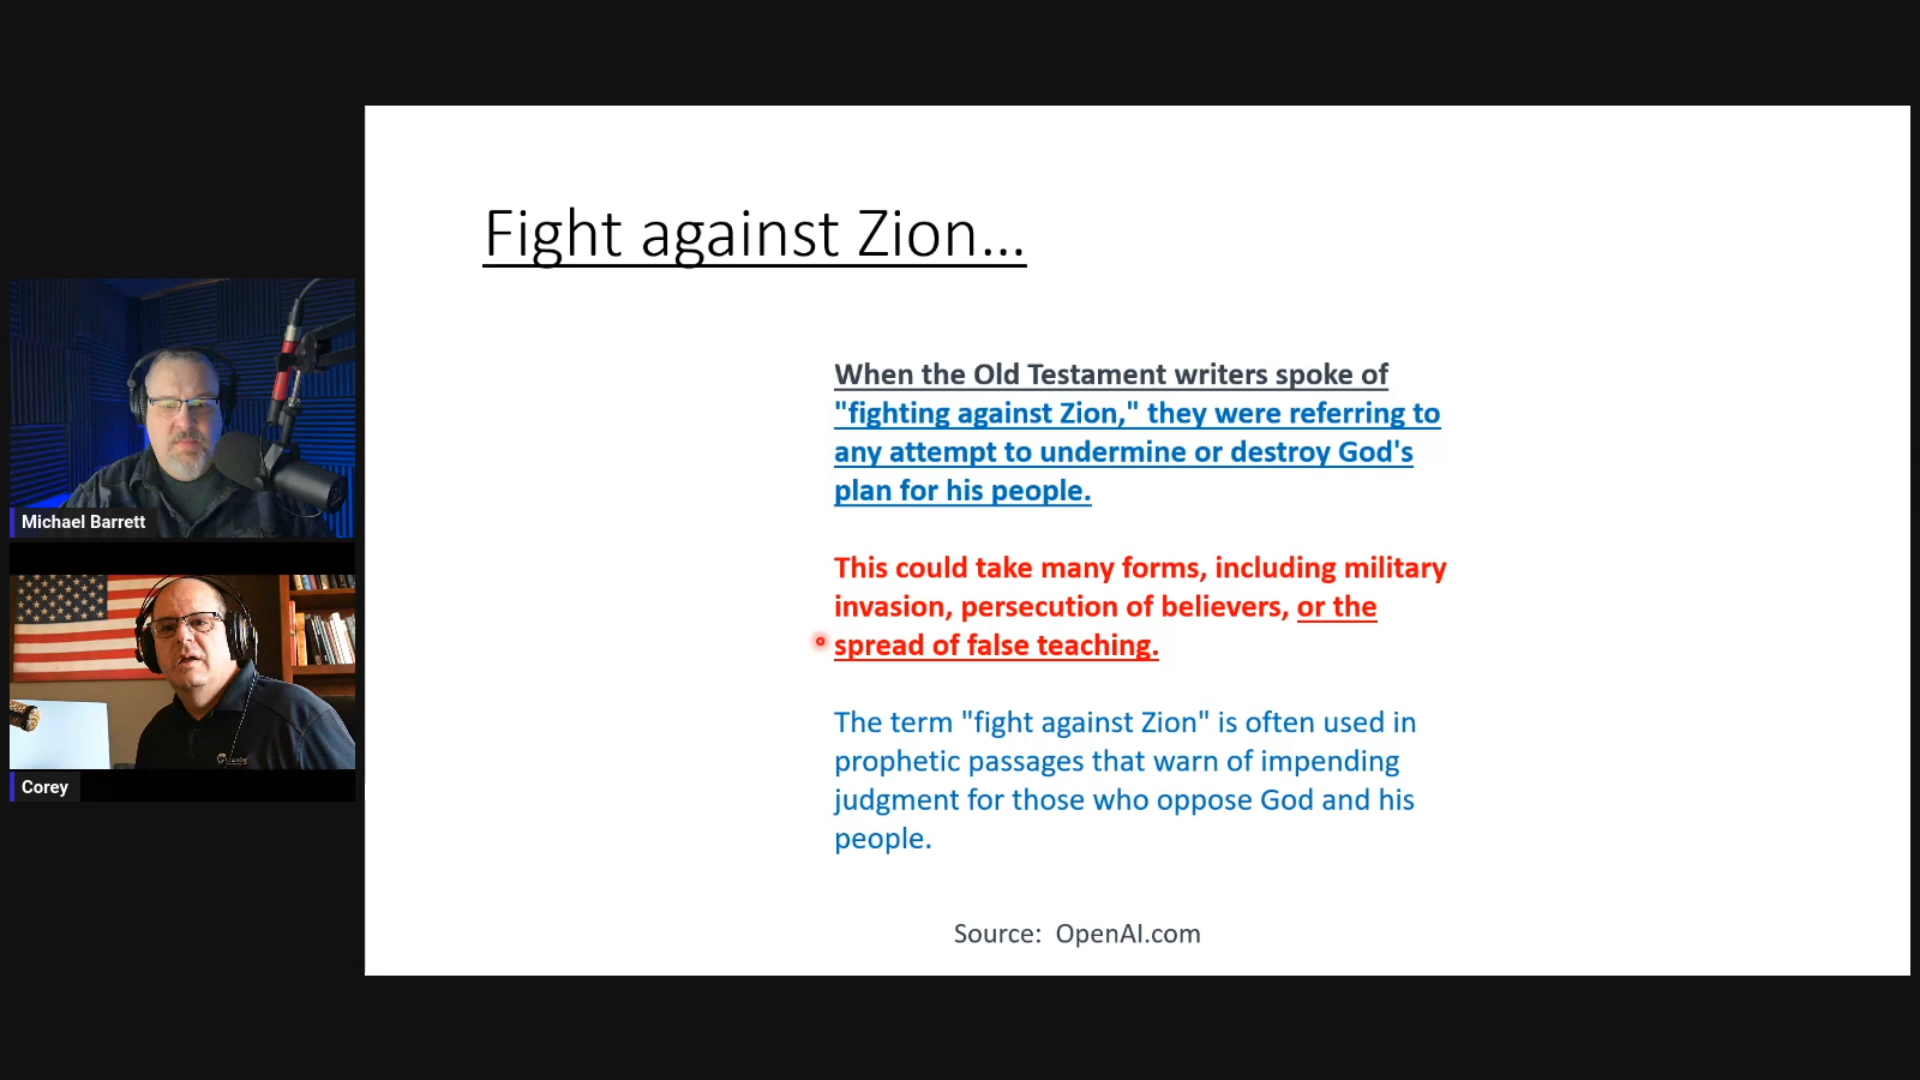 Fight against Zion...
When the Old Testament writers spoke of
"fighting against Zion," they were referring to
any attempt to undermine or destroy God's
plan for his people.
This could take many forms, including military
invasion, persecution of believers, or the
spread of false teaching.
The term "fight against Zion" is often used in
prophetic passages that warn of impending
judgment for those who oppose God and his
people.
Source: OpenAI.com
Michael Barrett
Corey